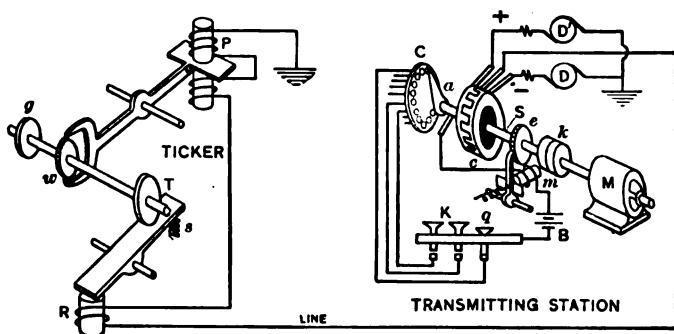 P
g
TICKER
w
T
s
R
LINE
+
D'
C
a
D
−
S
e
k
c
m
M
K
q
B
TRANSMITTING STATION